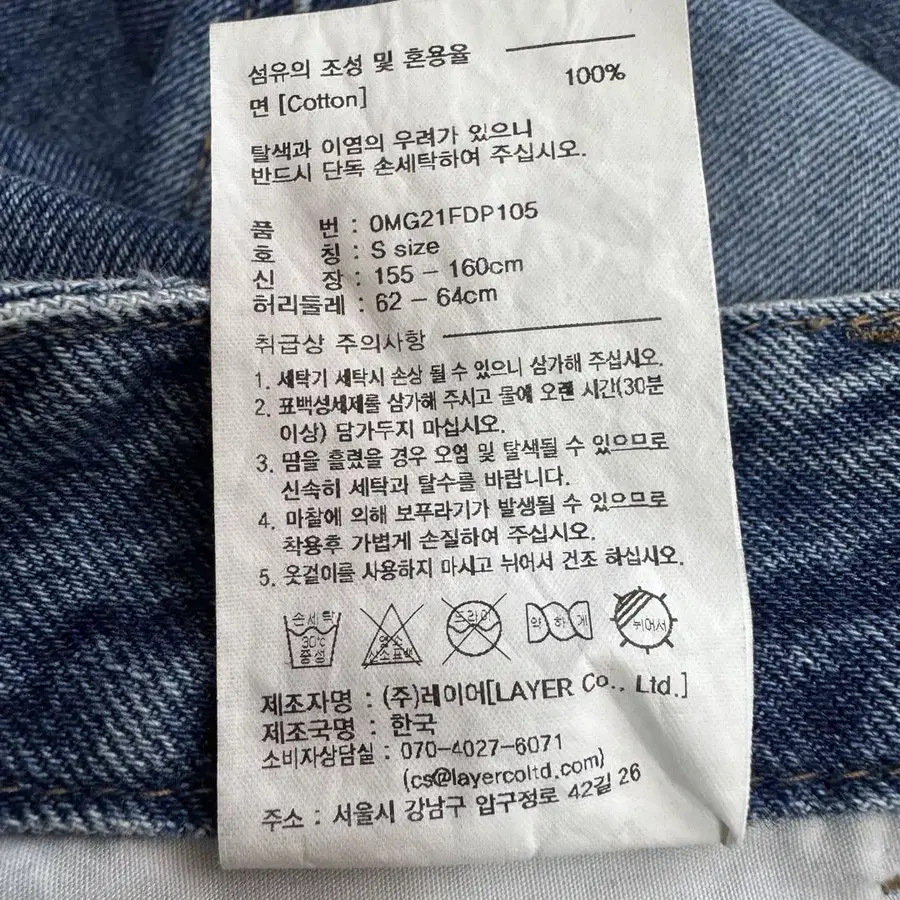 섬유의 조성 및 혼용율
면 [Cotton] 100%
탈색과 이염의 우려가 있으니
반드시 단독 손세탁하여 주십시오.
품 번 : 0MG21FDP105
호 칭 : S size
신 장 : 155 - 160cm
허리둘레 : 62 - 64cm
취급상 주의사항
1. 세탁기 세탁시 손상 될 수 있으니 삼가해 주십시오.
2. 표백성세제를 삼가해 주시고 물에 오랜 시간(30분
이상) 담가두지 마십시오.
3. 땀을 흘렸을 경우 오염 및 탈색될 수 있으므로
신속히 세탁과 탈수를 바랍니다.
4. 마찰에 의해 보푸라기가 발생될 수 있으므로
착용후 가볍게 손질하여 주십시오.
5. 옷걸이를 사용하지 마시고 뉘어서 건조 하십시오.
손세탁
30℃
중성
염소
산소표백
드라이
약하게
뉘어서
제조자명 : (주)레이어[LAYER Co., Ltd.]
제조국명 : 한국
소비자상담실 : 070-4027-6071
(cs@layercoltd.com)
주소 : 서울시 강남구 압구정로 42길 26